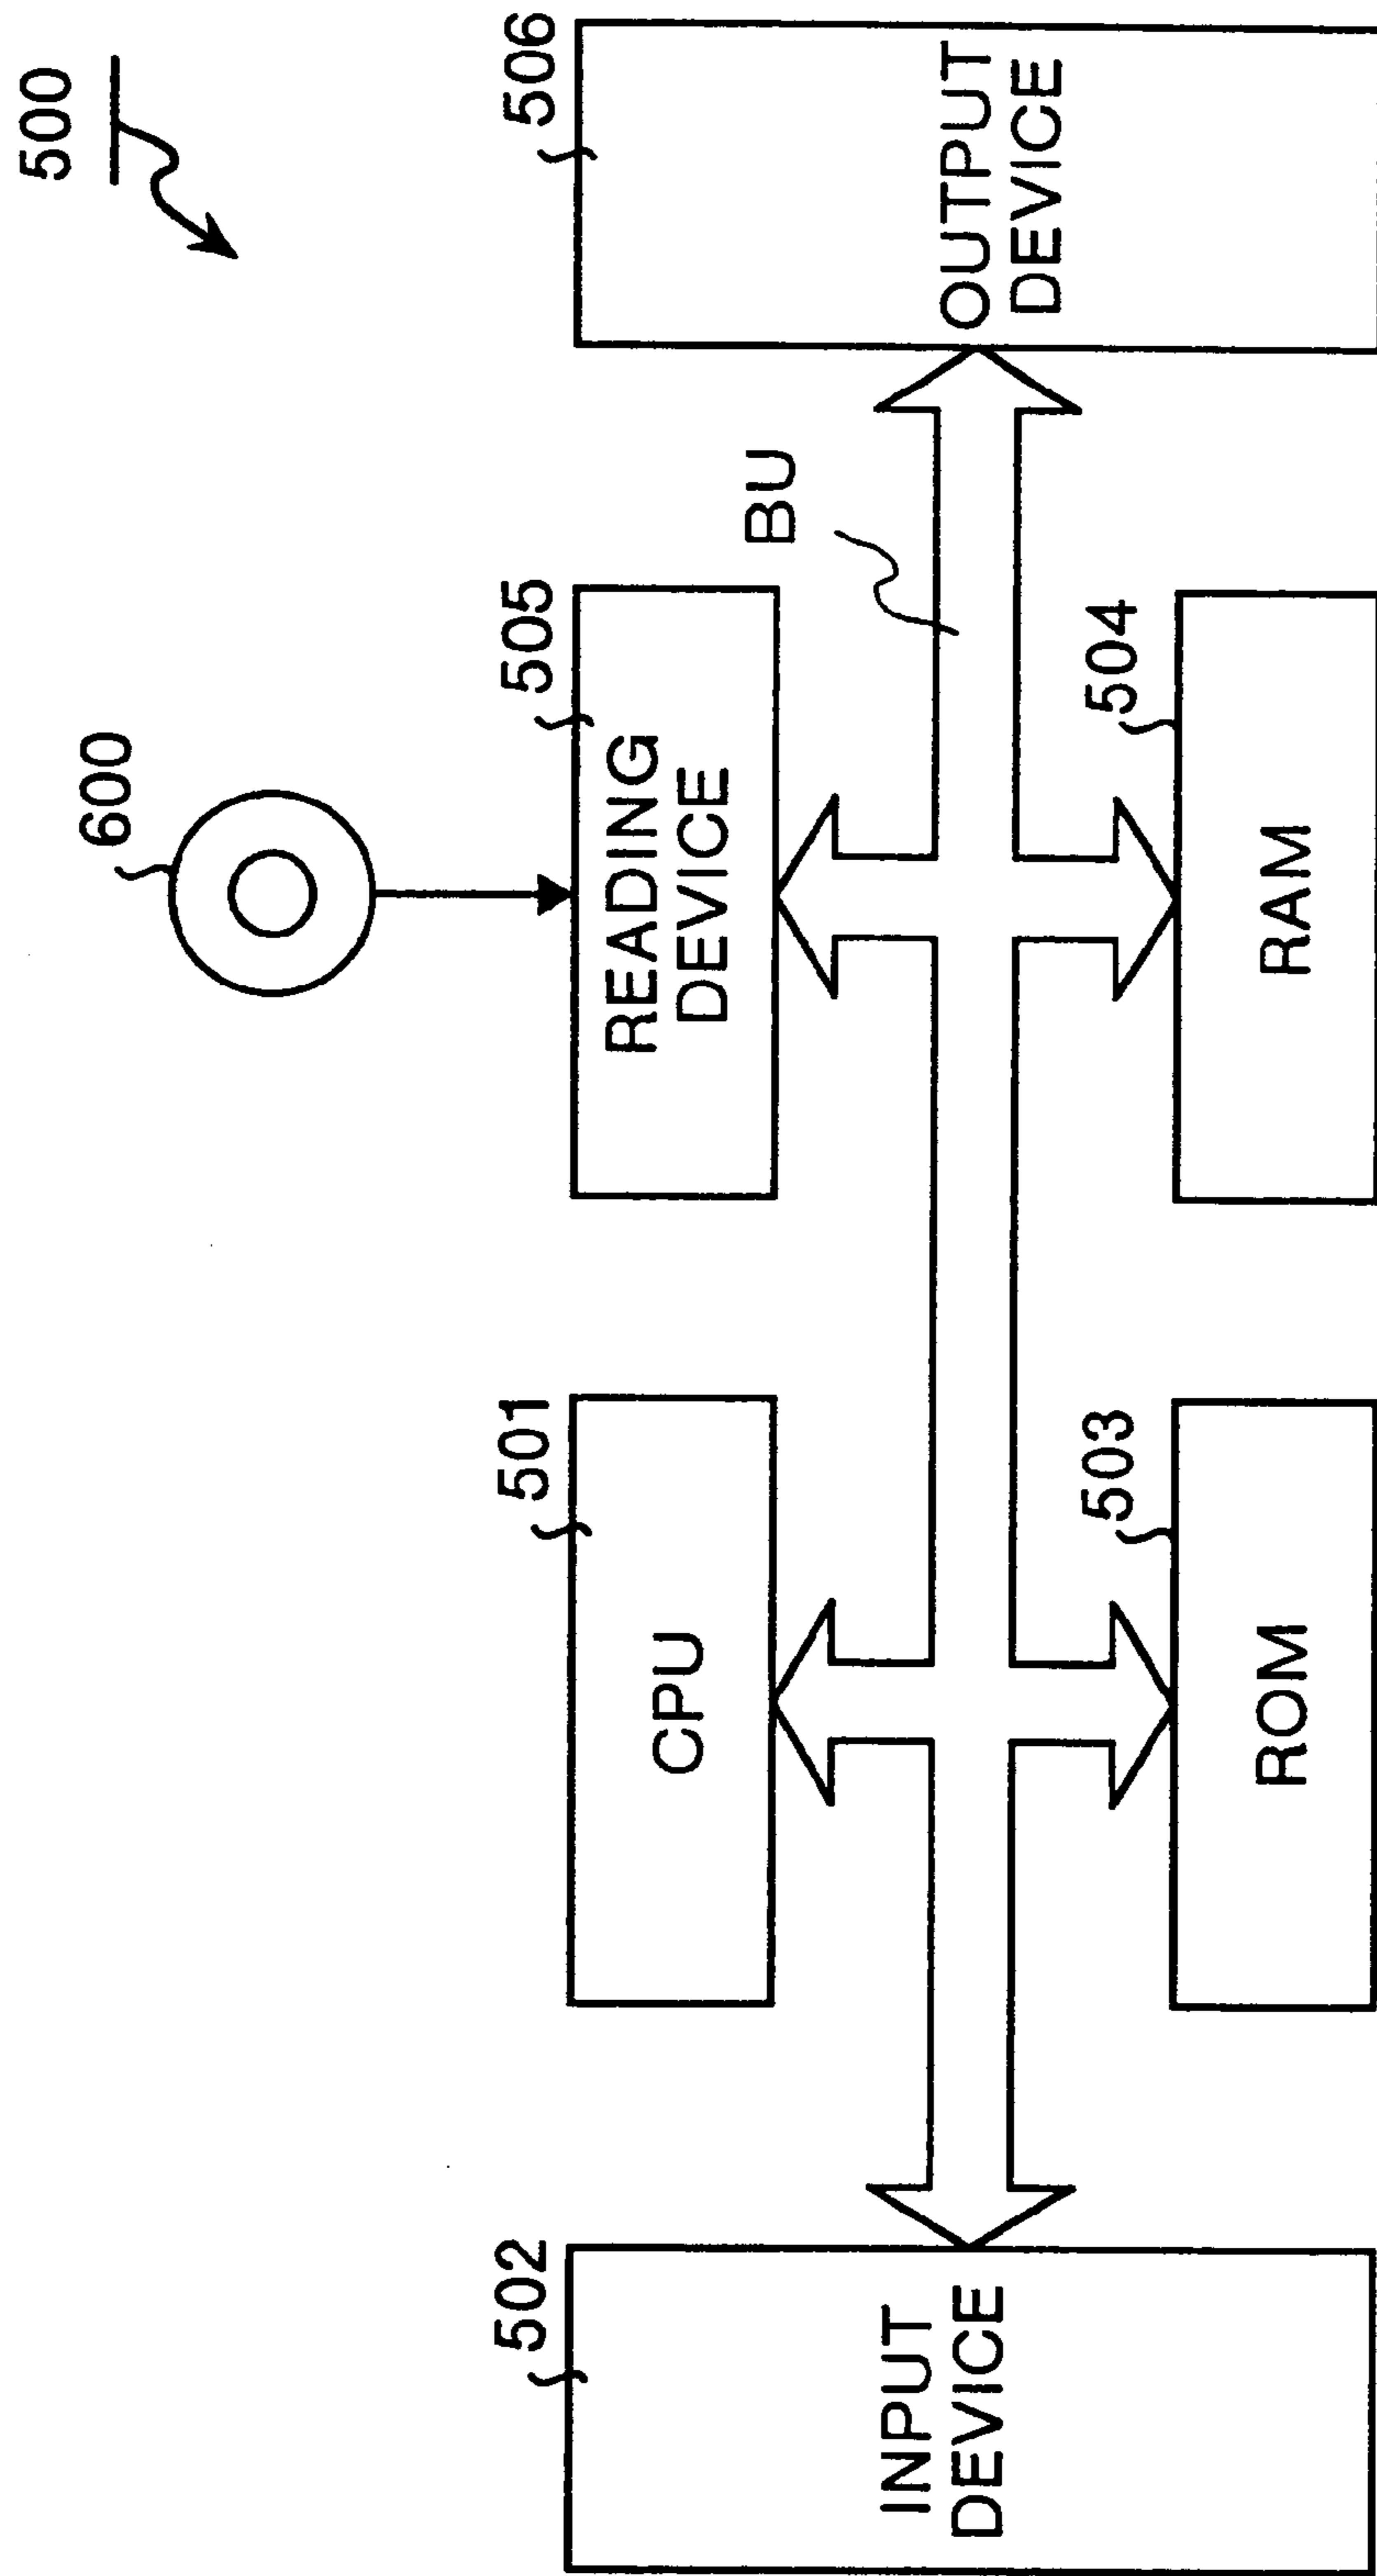 500
600
502
INPUT
DEVICE
501
CPU
505
READING
DEVICE
506
OUTPUT
DEVICE
BU
503
ROM
504
RAM